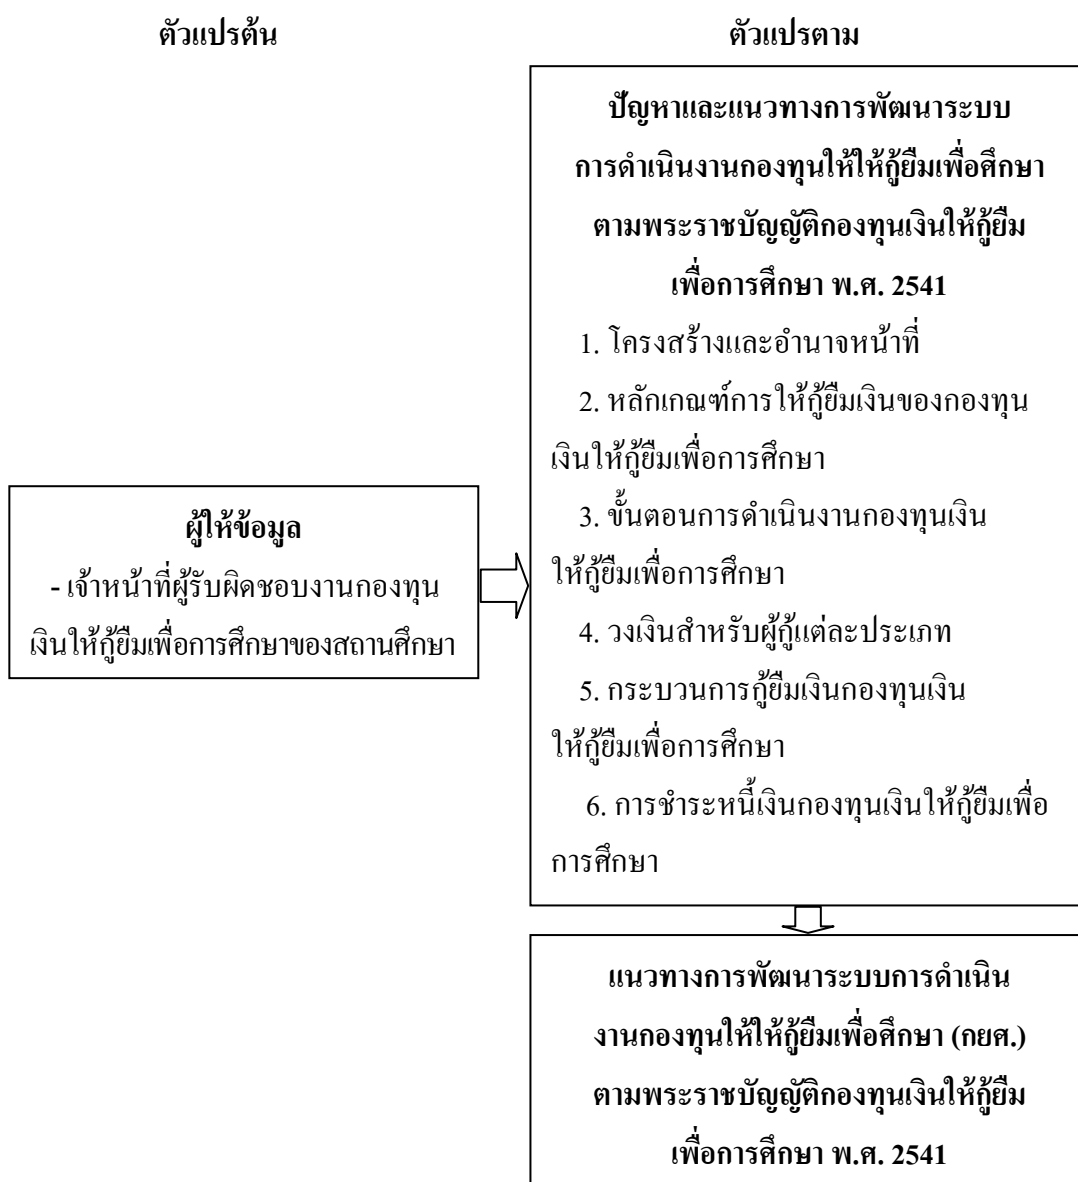 ตัวแปรต้น
ตัวแปรตาม
ผู้ให้ข้อมูล
- เจ้าหน้าที่ผู้รับผิดชอบงานกองทุน
เงินให้กู้ยืมเพื่อการศึกษาของสถานศึกษา
ปัญหาและแนวทางการพัฒนาระบบ
การดำเนินงานกองทุนให้ให้กู้ยืมเพื่อศึกษา
ตามพระราชบัญญัติกองทุนเงินให้กู้ยืม
เพื่อการศึกษา พ.ศ. 2541
1. โครงสร้างและอำนาจหน้าที่
2. หลักเกณฑ์การให้กู้ยืมเงินของกองทุน
เงินให้กู้ยืมเพื่อการศึกษา
3. ขั้นตอนการดำเนินงานกองทุนเงิน
ให้กู้ยืมเพื่อการศึกษา
4. วงเงินสำหรับผู้กู้แต่ละประเภท
5. กระบวนการกู้ยืมเงินกองทุนเงิน
ให้กู้ยืมเพื่อการศึกษา
6. การชำระหนี้เงินกองทุนเงินให้กู้ยืมเพื่อ
การศึกษา
แนวทางการพัฒนาระบบการดำเนิน
งานกองทุนให้ให้กู้ยืมเพื่อศึกษา (กยศ.)
ตามพระราชบัญญัติกองทุนเงินให้กู้ยืม
เพื่อการศึกษา พ.ศ. 2541